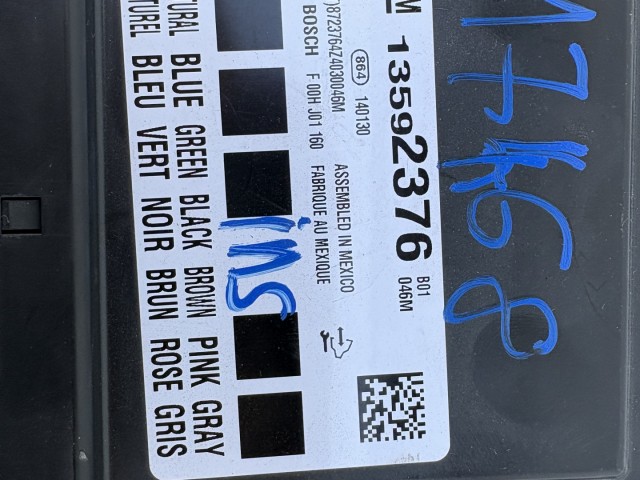 M 13592376 B01
046M
)8723764Z4030046M 864 140130 ASSEMBLED IN MEXICO
BOSCH F 00H J01 160 FABRIQUE AU MEXIQUE
ins
TURAL BLUE GREEN BLACK BROWN PINK GRAY
TUREL BLEU VERT NOIR BRUN ROSE GRIS